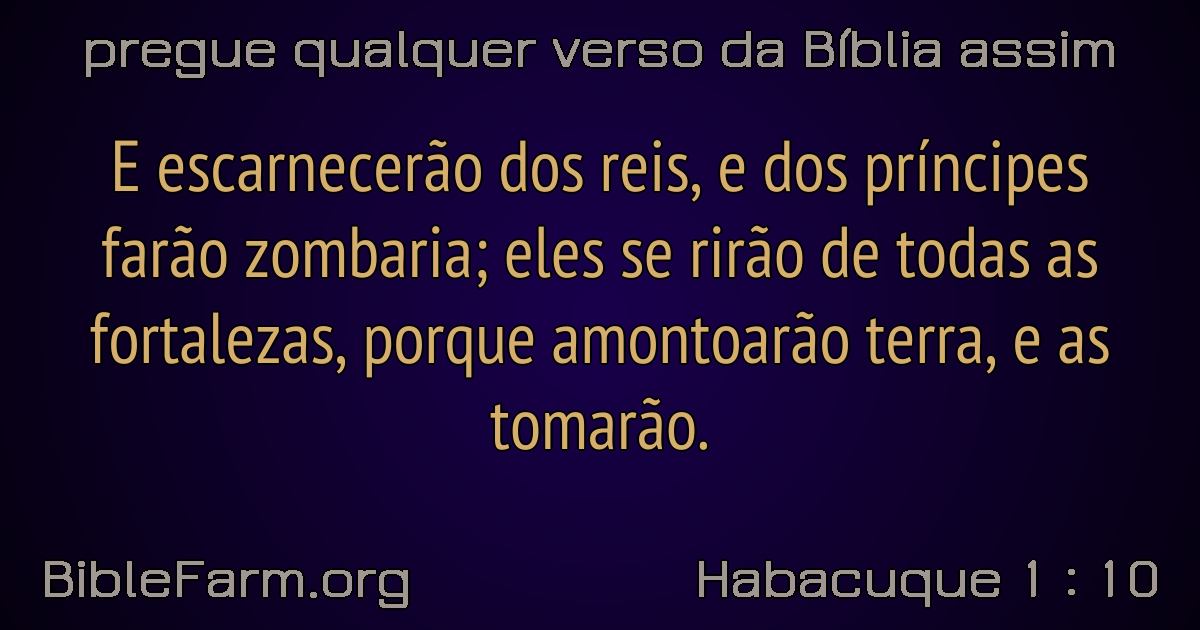 pregue qualquer verso da Bíblia assim
E escarnecerão dos reis, e dos príncipes
farão zombaria; eles se rirão de todas as
fortalezas, porque amontoarão terra, e as
tomarão.
BibleFarm.org
Habacuque 1 : 10